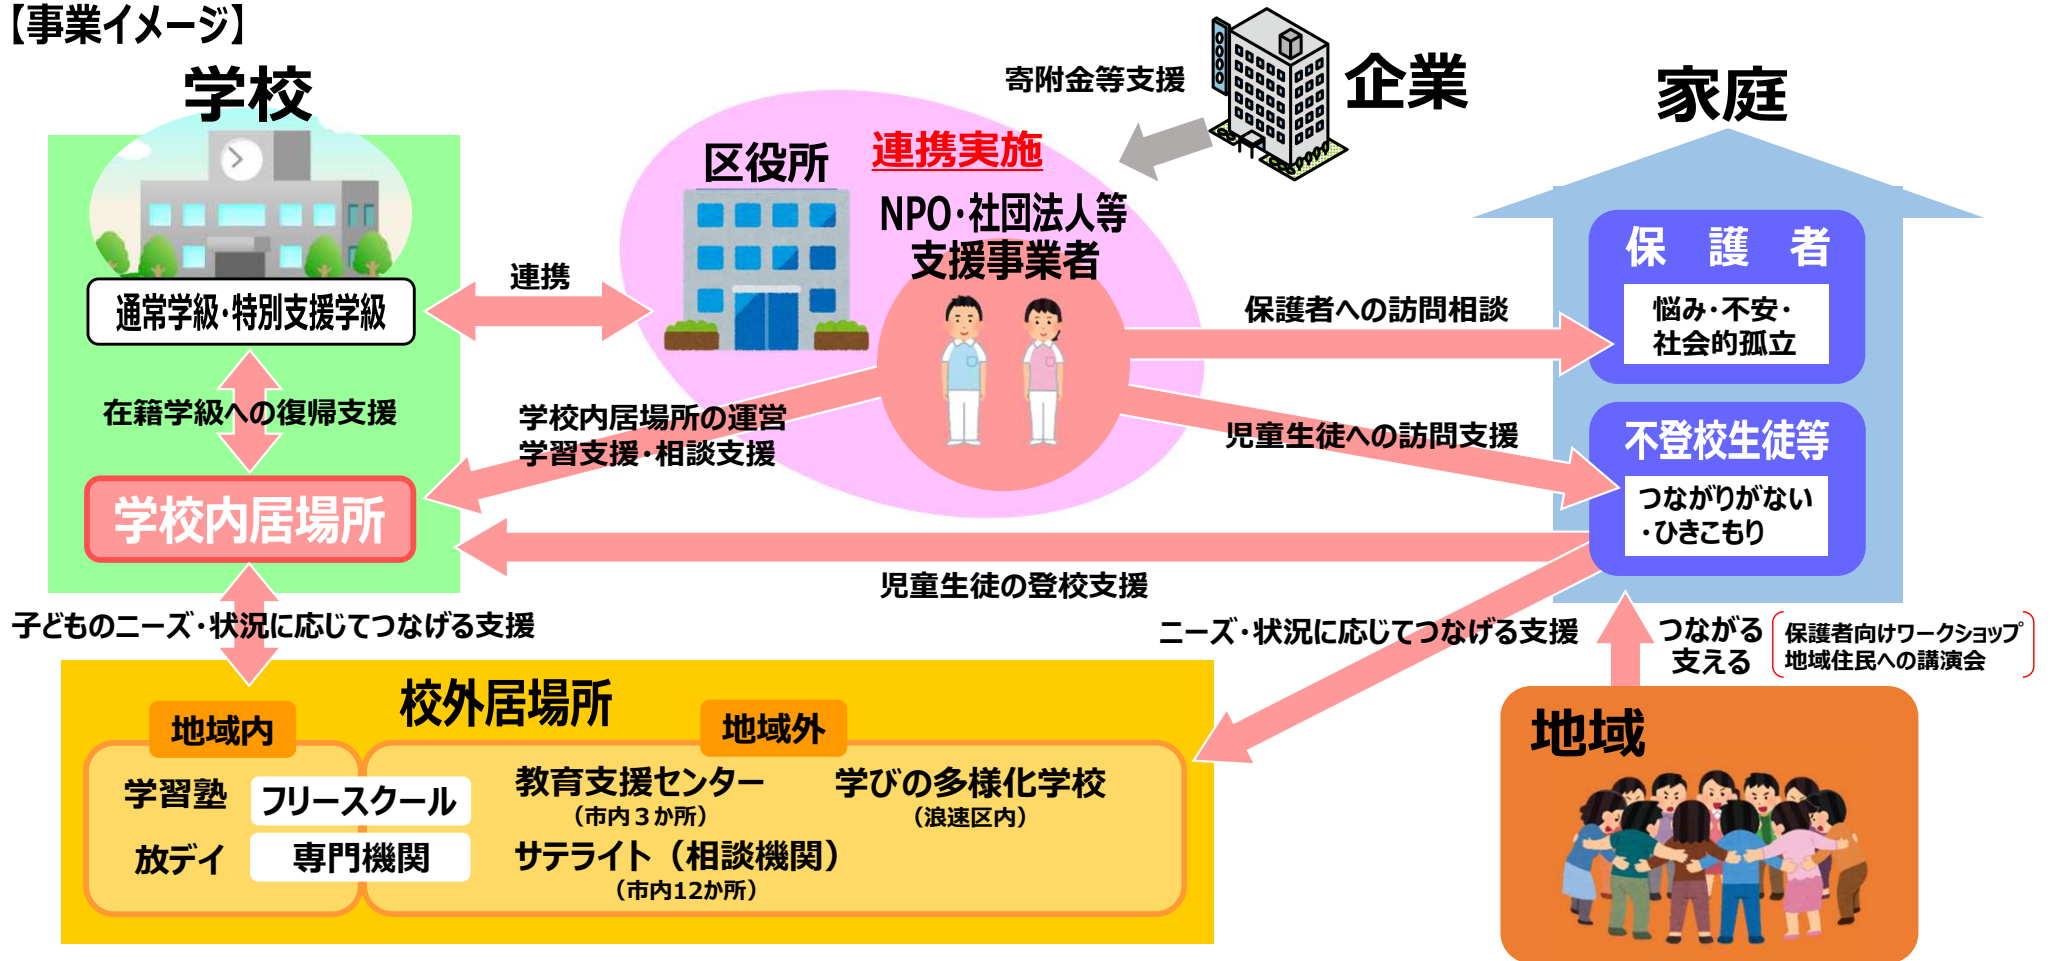 【事業イメージ】
学校
通常学級・特別支援学級
在籍学級への復帰支援
学校内居場所
連携
区役所
連携実施
NPO・社団法人等
支援事業者
寄附金等支援
企業
家庭
保護者への訪問相談
保　護　者
悩み・不安・
社会的孤立
学校内居場所の運営
学習支援・相談支援
児童生徒への訪問支援
不登校生徒等
つながりがない
・ひきこもり
児童生徒の登校支援
子どものニーズ・状況に応じてつなげる支援
ニーズ・状況に応じてつなげる支援
つながる
支える
保護者向けワークショップ
地域住民への講演会
校外居場所
地域内
地域外
学習塾
フリースクール
放デイ
専門機関
教育支援センター
（市内３か所）
学びの多様化学校
（浪速区内）
サテライト（相談機関）
（市内12か所）
地域